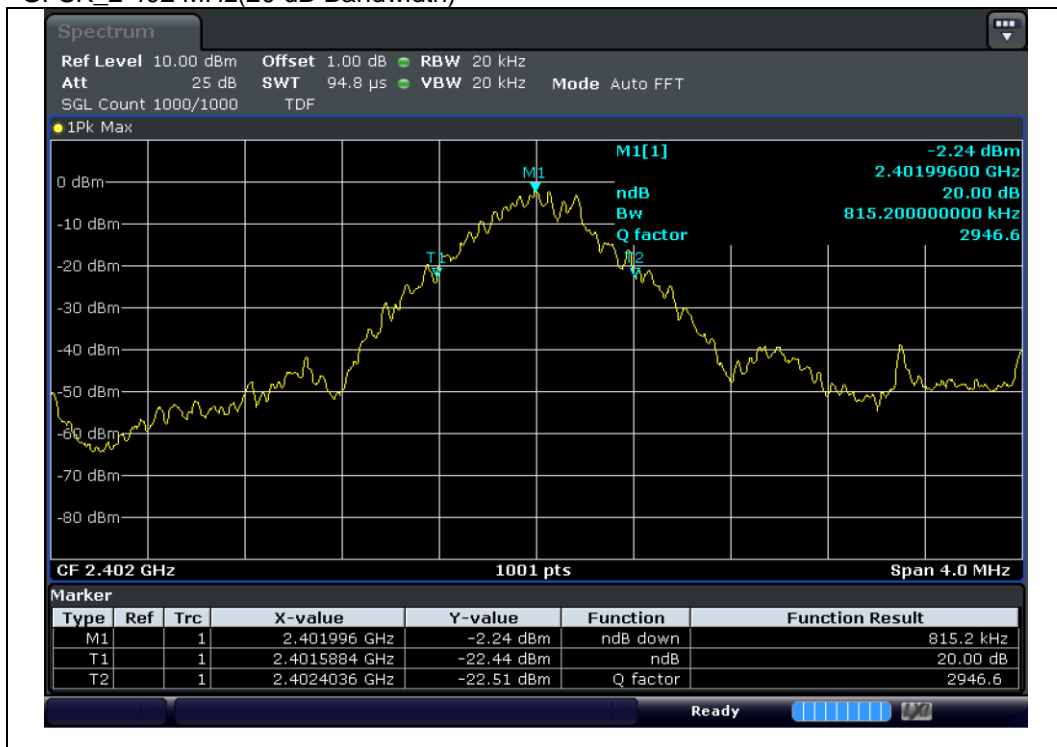 Spectrum
Ref Level 10.00 dBm Offset 1.00 dB RBW 20 kHz
Att 25 dB SWT 94.8 µs VBW 20 kHz Mode Auto FFT
SGL Count 1000/1000 TDF
1Pk Max
M1[1] -2.24 dBm
2.40199600 GHz
ndB 20.00 dB
Bw 815.200000000 kHz
Q factor 2946.6
M1
T1
T2
0 dBm
-10 dBm
-20 dBm
-30 dBm
-40 dBm
-50 dBm
-60 dBm
-70 dBm
-80 dBm
CF 2.402 GHz 1001 pts Span 4.0 MHz
Marker
Type Ref Trc X-value Y-value Function Function Result
M1 1 2.401996 GHz -2.24 dBm ndB down 815.2 kHz
T1 1 2.4015884 GHz -22.44 dBm ndB 20.00 dB
T2 1 2.4024036 GHz -22.51 dBm Q factor 2946.6
Ready